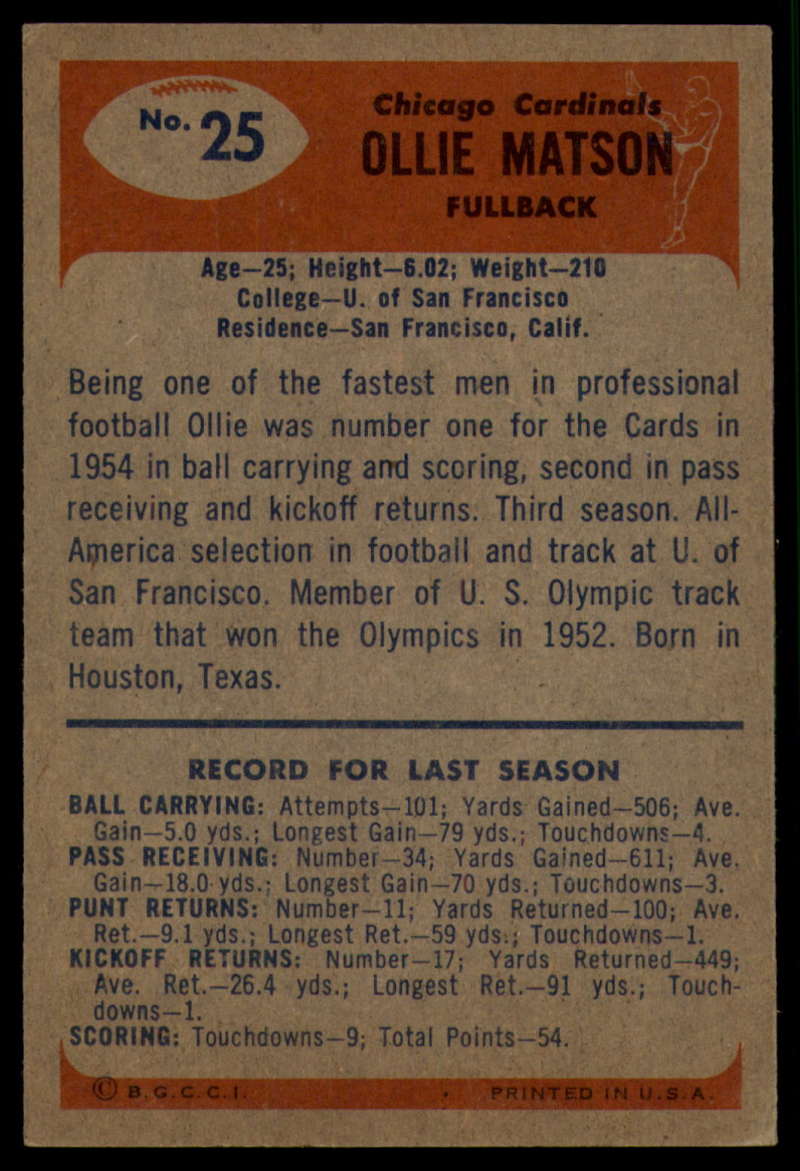 No. 25
Chicago Cardinals
OLLIE MATSON
FULLBACK
Age—25; Height—6.02; Weight—210
College—U. of San Francisco
Residence—San Francisco, Calif.
Being one of the fastest men in professional
football Ollie was number one for the Cards in
1954 in ball carrying and scoring, second in pass
receiving and kickoff returns. Third season. All-
America selection in football and track at U. of
San Francisco. Member of U. S. Olympic track
team that won the Olympics in 1952. Born in
Houston, Texas.
RECORD FOR LAST SEASON
BALL CARRYING: Attempts—101; Yards Gained—506; Ave.
Gain—5.0 yds.; Longest Gain—79 yds.; Touchdowns—4.
PASS RECEIVING: Number—34; Yards Gained—611; Ave.
Gain—18.0 yds.; Longest Gain—70 yds.; Touchdowns—3.
PUNT RETURNS: Number—11; Yards Returned—100; Ave.
Ret.—9.1 yds.; Longest Ret.—59 yds.; Touchdowns—1.
KICKOFF RETURNS: Number—17; Yards Returned—449;
Ave. Ret.—26.4 yds.; Longest Ret.—91 yds.; Touch-
downs—1.
SCORING: Touchdowns—9; Total Points—54.
© B.G.C.C.I. PRINTED IN U.S.A.